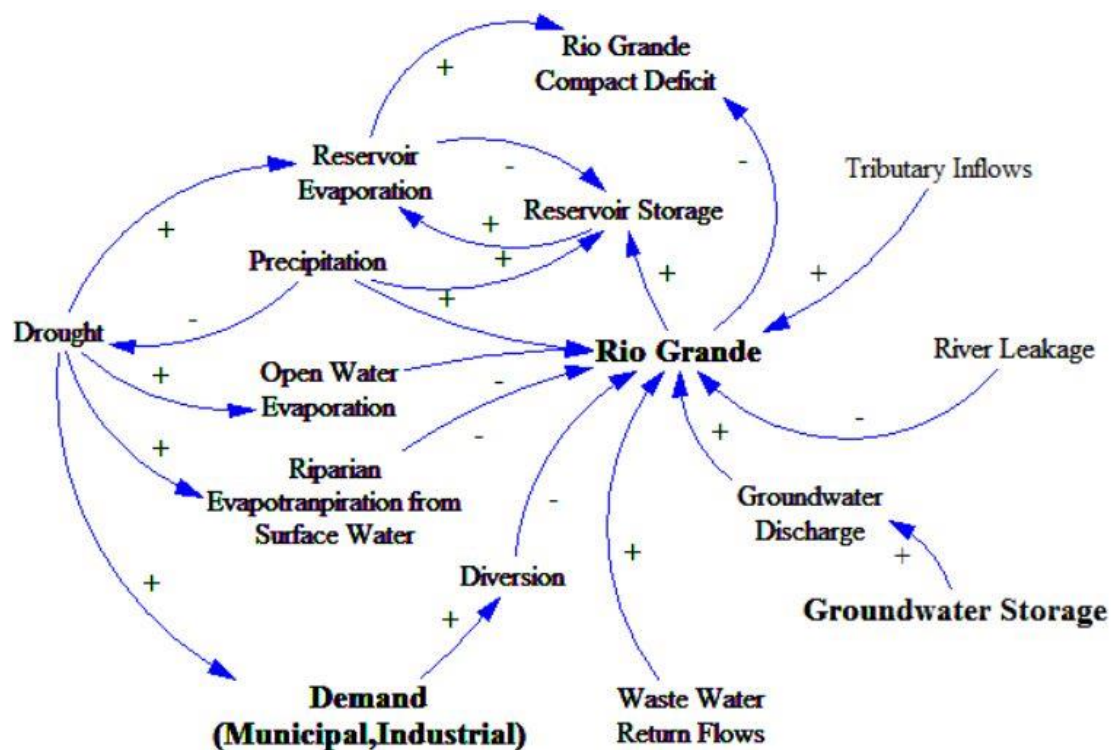 Rio Grande
Compact Deficit
+
Reservoir
Evaporation
-
-
Tributary Inflows
Reservoir Storage
+
+
Precipitation
+
+
+
+
-
Drought
Rio Grande
River Leakage
Open Water
Evaporation
+
-
-
+
-
+
Riparian
Evapotranpiration from
Surface Water
-
Groundwater
Discharge
+
+
+
Diversion
Groundwater Storage
+
Demand
(Municipal,Industrial)
Waste Water
Return Flows